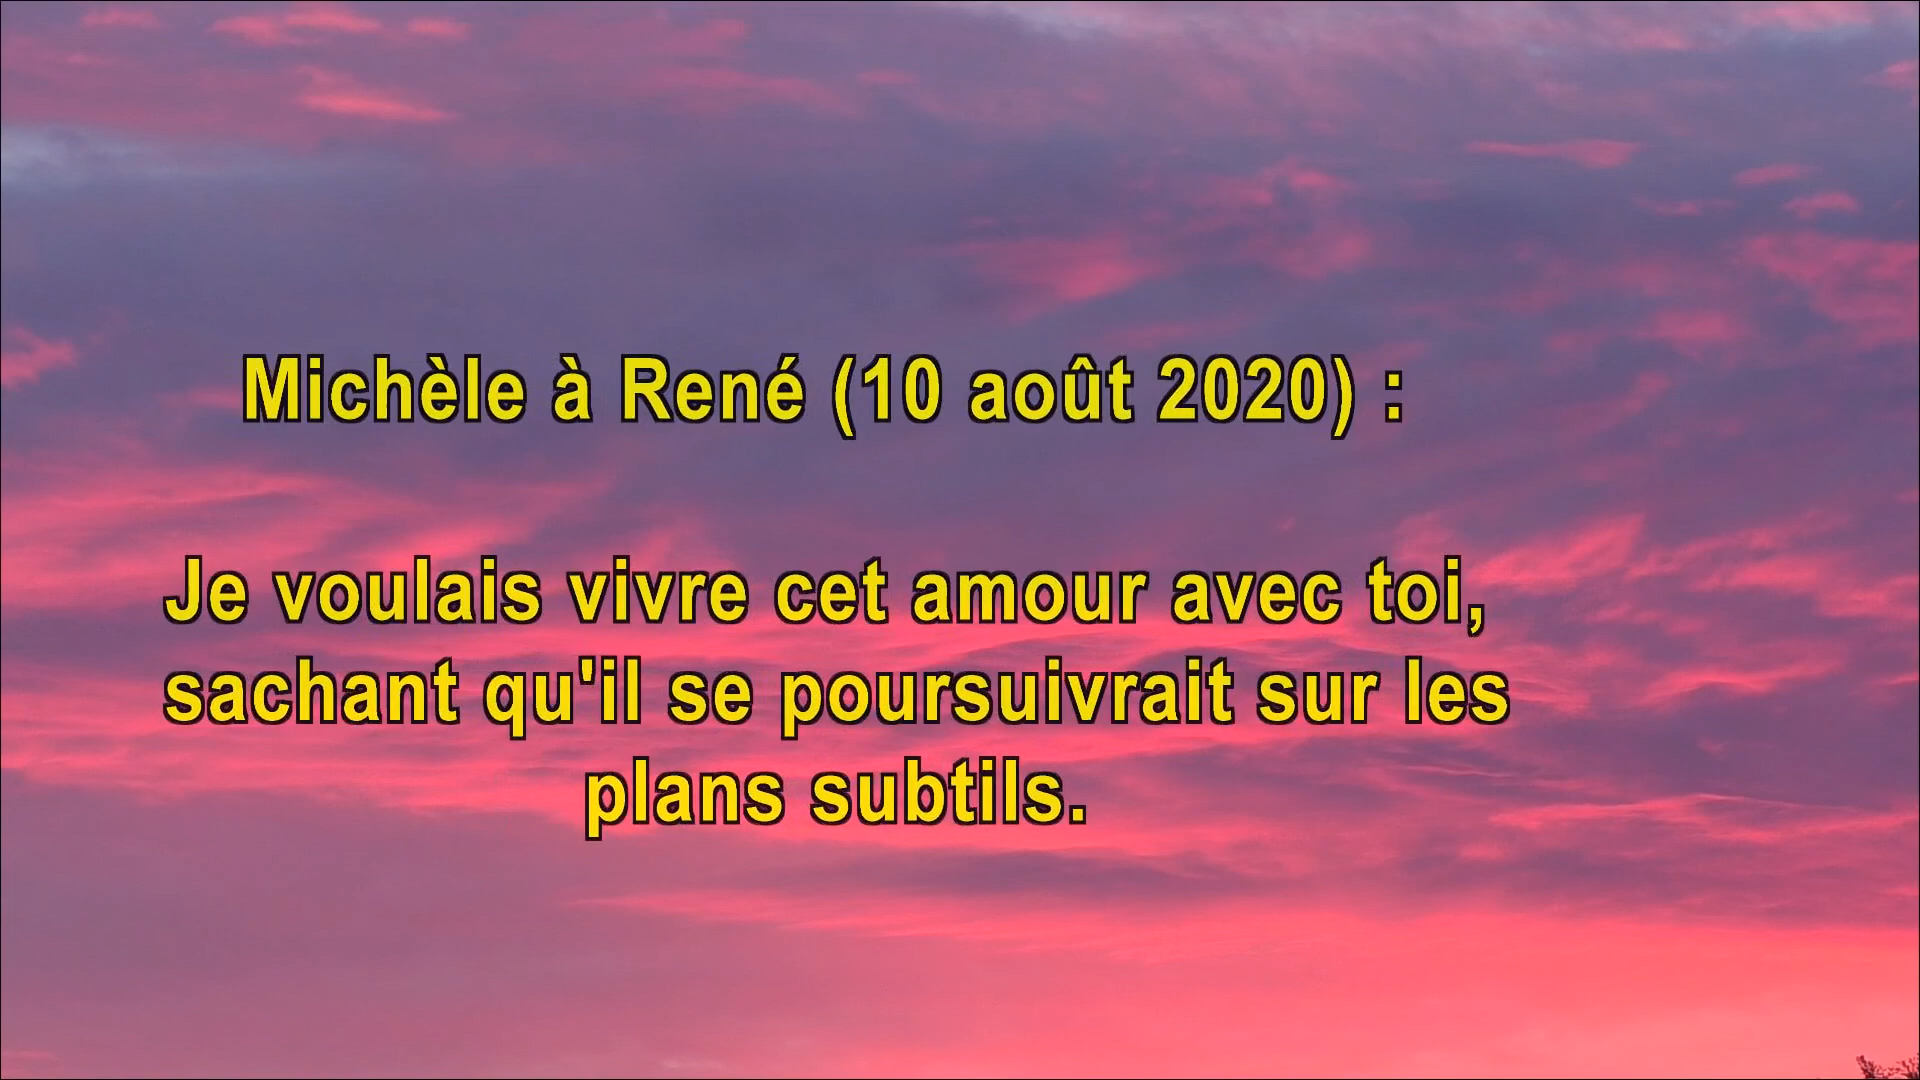 Michèle à René (10 août 2020) :
Je voulais vivre cet amour avec toi,
sachant qu'il se poursuivrait sur les
plans subtils.